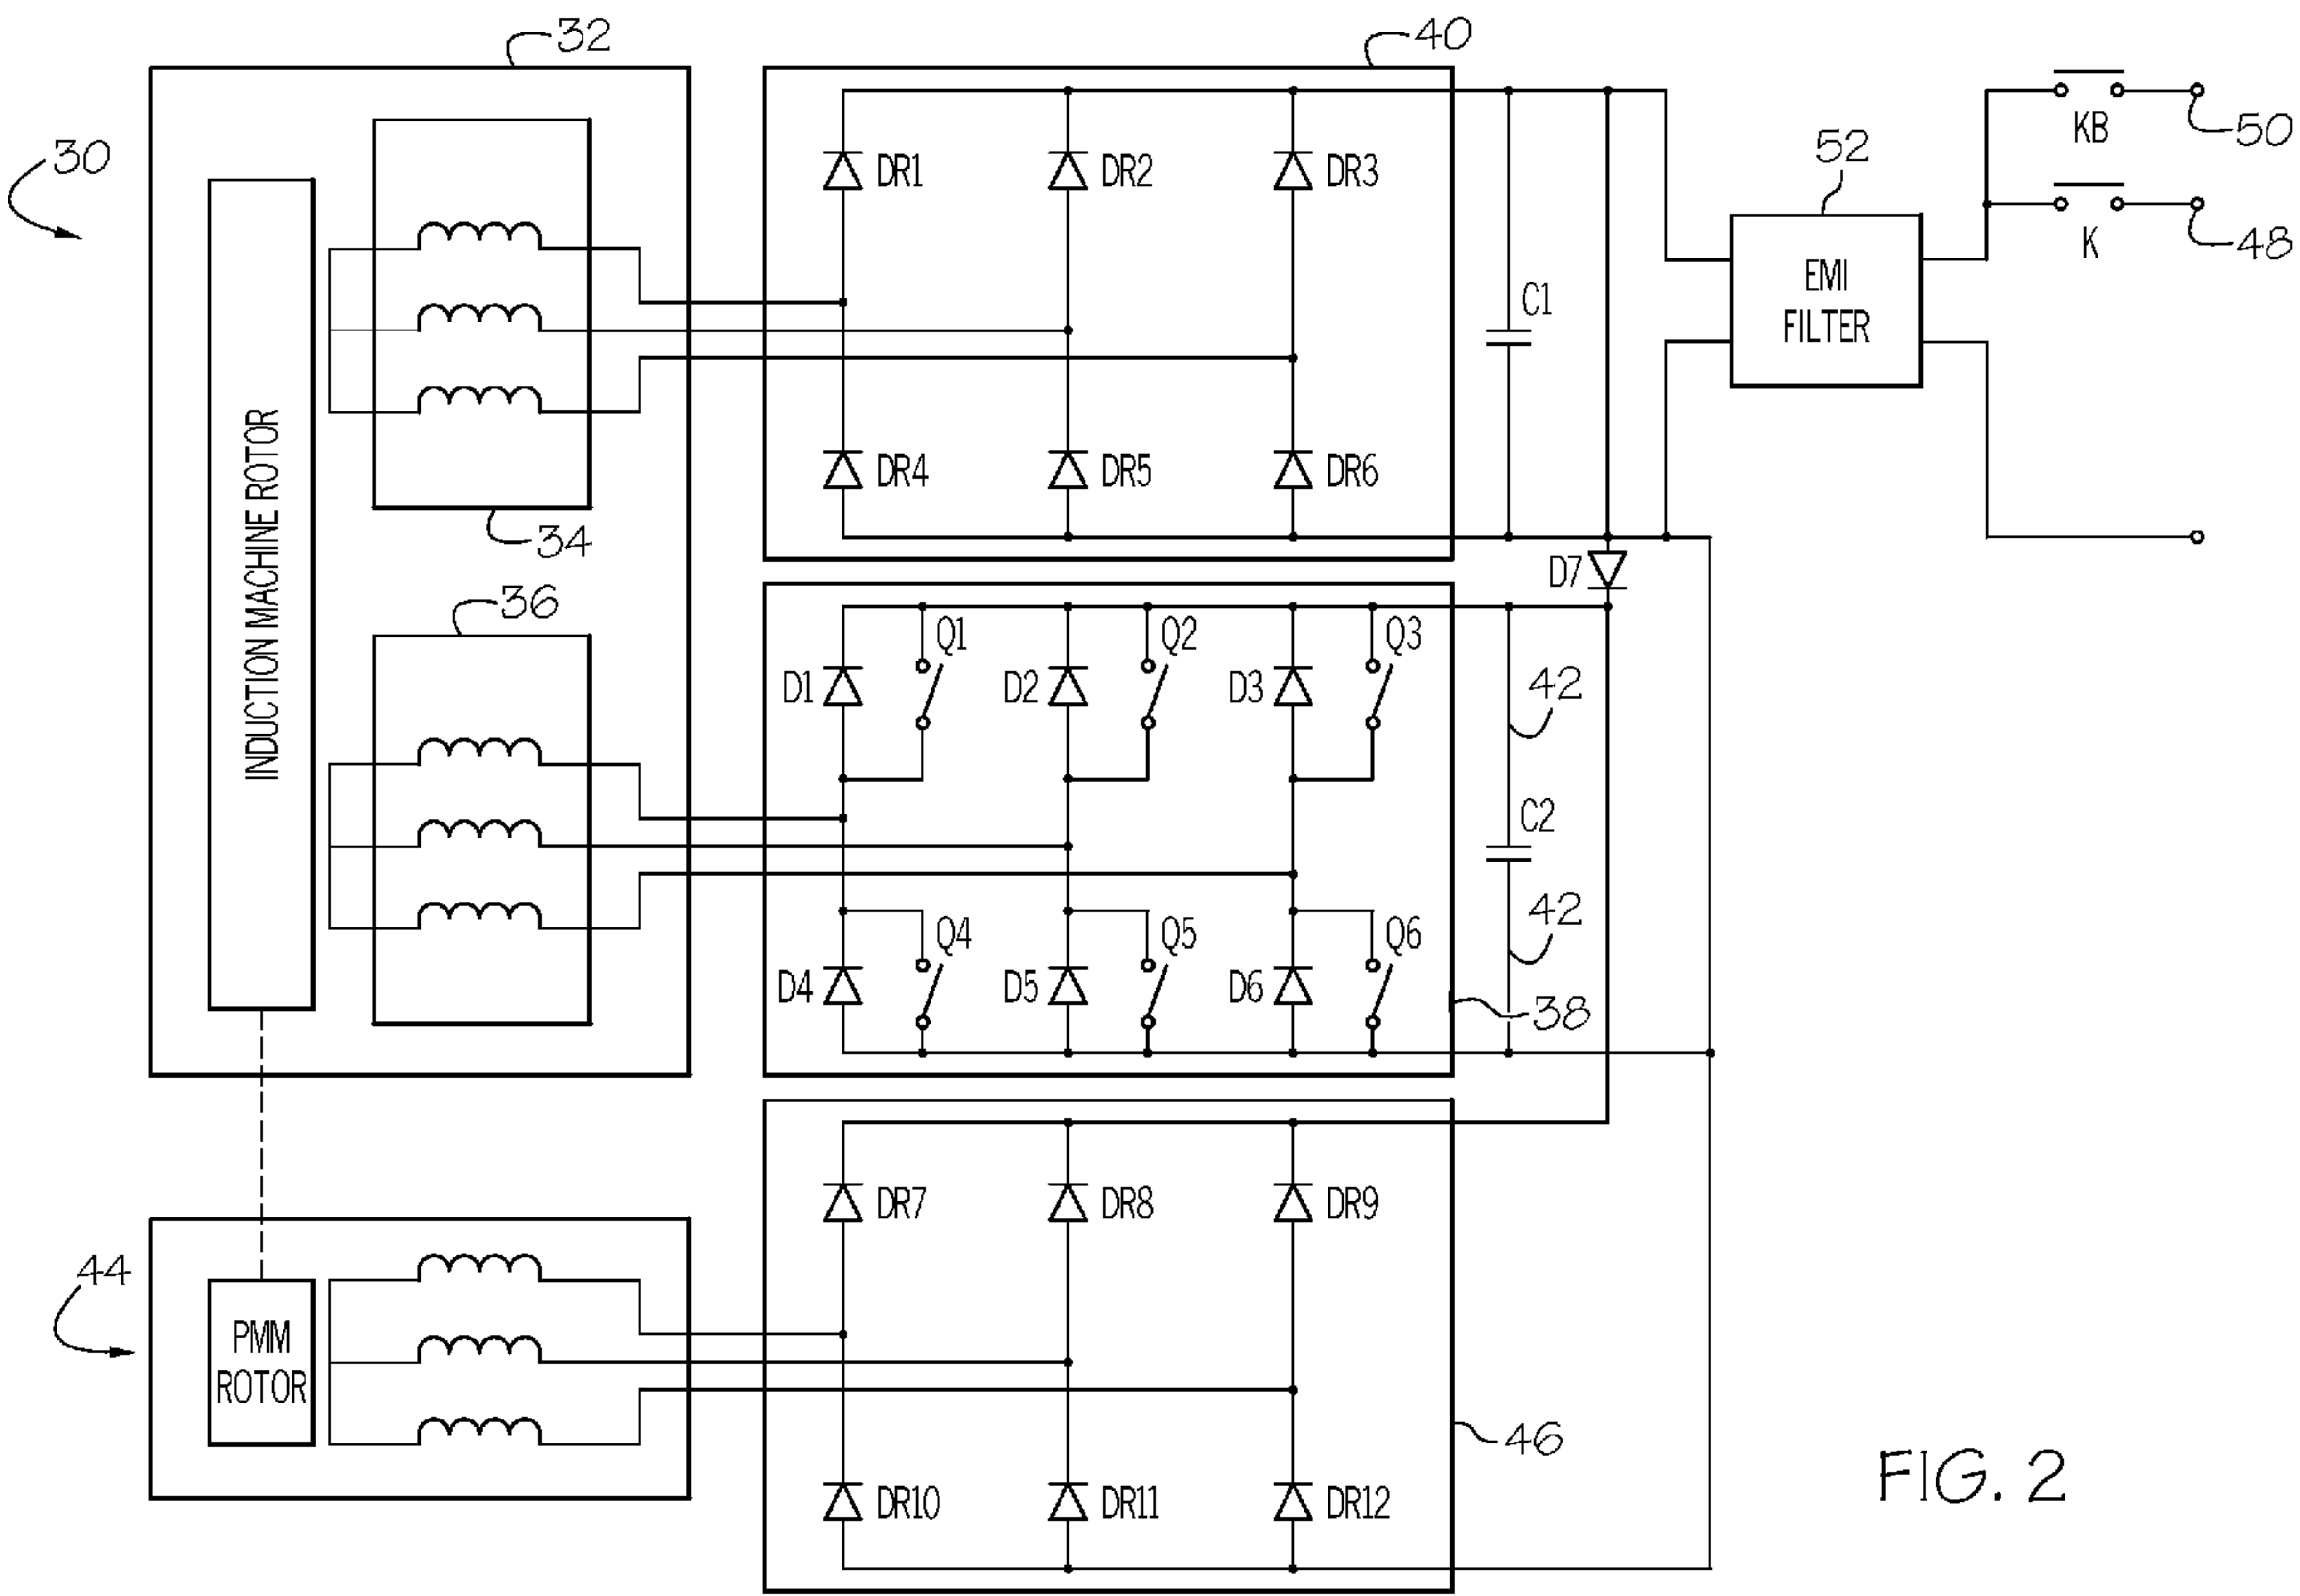 32
40
30
52
50
KB
48
K
DR1
DR2
DR3
C1
EMI
FILTER
INDUCTION MACHINE ROTOR
34
DR4
DR5
DR6
D7
36
Q1
Q2
Q3
D1
D2
D3
42
C2
42
Q4
Q5
Q6
D4
D5
D6
38
44
PMM
ROTOR
DR7
DR8
DR9
46
DR10
DR11
DR12
FIG. 2